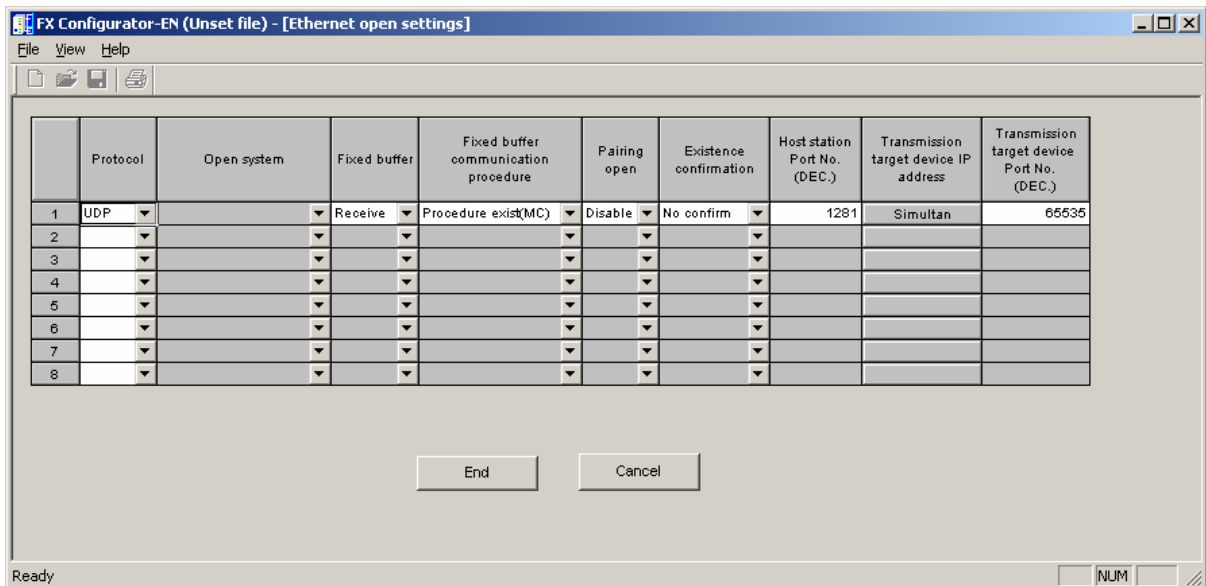 FX Configurator-EN (Unset file) - [Ethernet open settings]
File View Help
Protocol Open system Fixed buffer Fixed buffer communication procedure Pairing open Existence confirmation Host station Port No. (DEC.) Transmission target device IP address Transmission target device Port No. (DEC.)
1 UDP Receive Procedure exist(MC) Disable No confirm 1281 Simultan 65535
2
3
4
5
6
7
8
End Cancel
Ready NUM